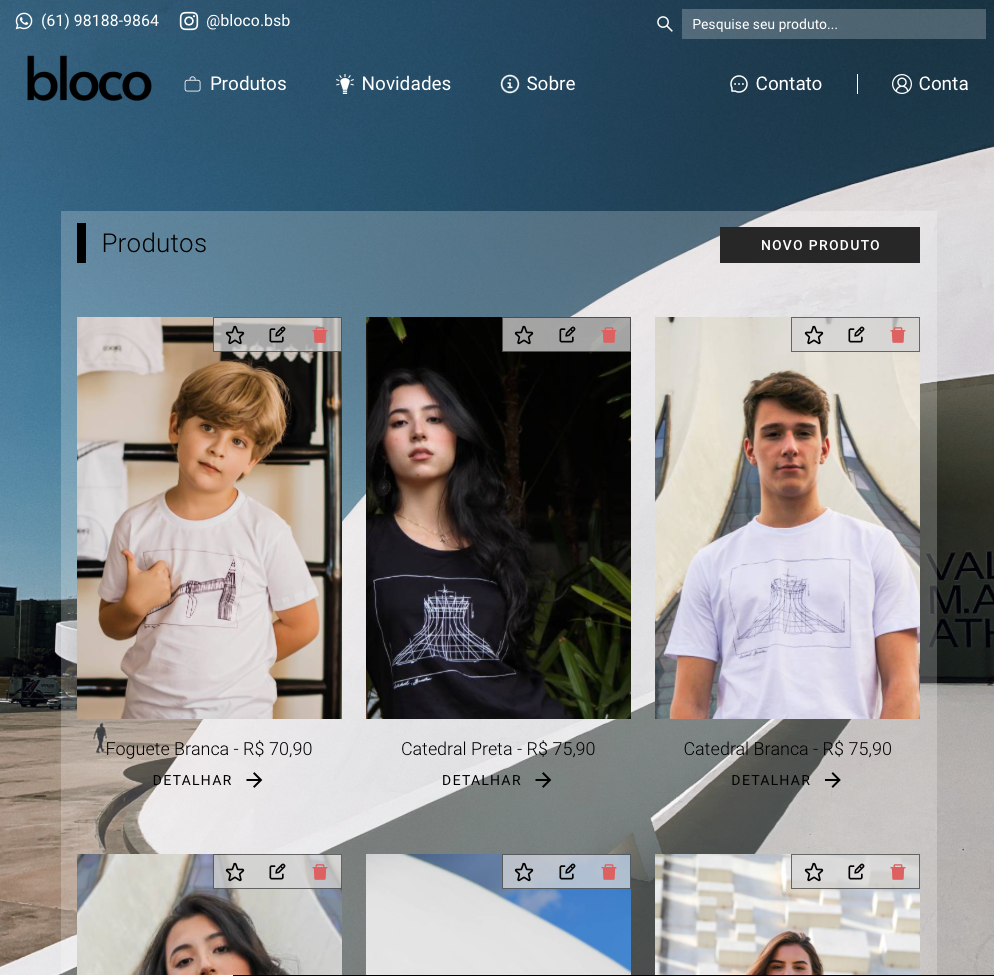 (61) 98188-9864
@bloco.bsb
Pesquise seu produto...
bloco
Produtos
Novidades
Sobre
Contato
Conta
Produtos
NOVO PRODUTO
VAL
M.A
ATH
Foguete Branca - R$ 70,90
DETALHAR
Catedral Preta - R$ 75,90
DETALHAR
Catedral Branca - R$ 75,90
DETALHAR